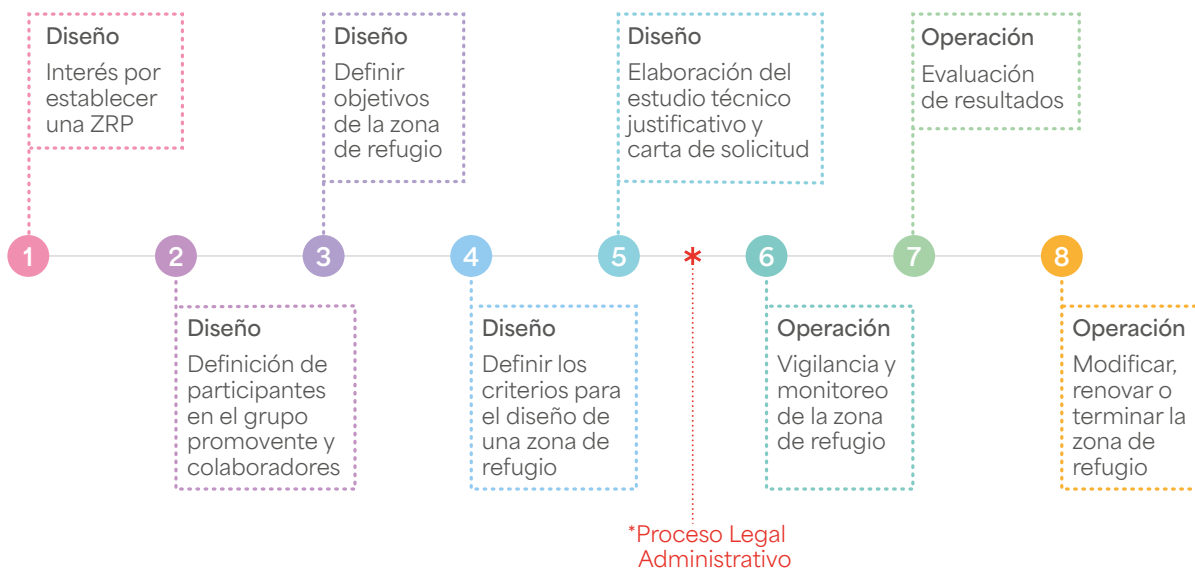 Diseño
Interés por
establecer
una ZRP
Diseño
Definir
objetivos
de la zona
de refugio
Diseño
Elaboración del
estudio técnico
justificativo y
carta de solicitud
Operación
Evaluación
de resultados
1
2
3
4
5
*
6
7
8
Diseño
Definición de
participantes
en el grupo
promovente y
colaboradores
Diseño
Definir los
criterios para
el diseño de
una zona de
refugio
Operación
Vigilancia y
monitoreo
de la zona
de refugio
Operación
Modificar,
renovar o
terminar la
zona de
refugio
*Proceso Legal
Administrativo